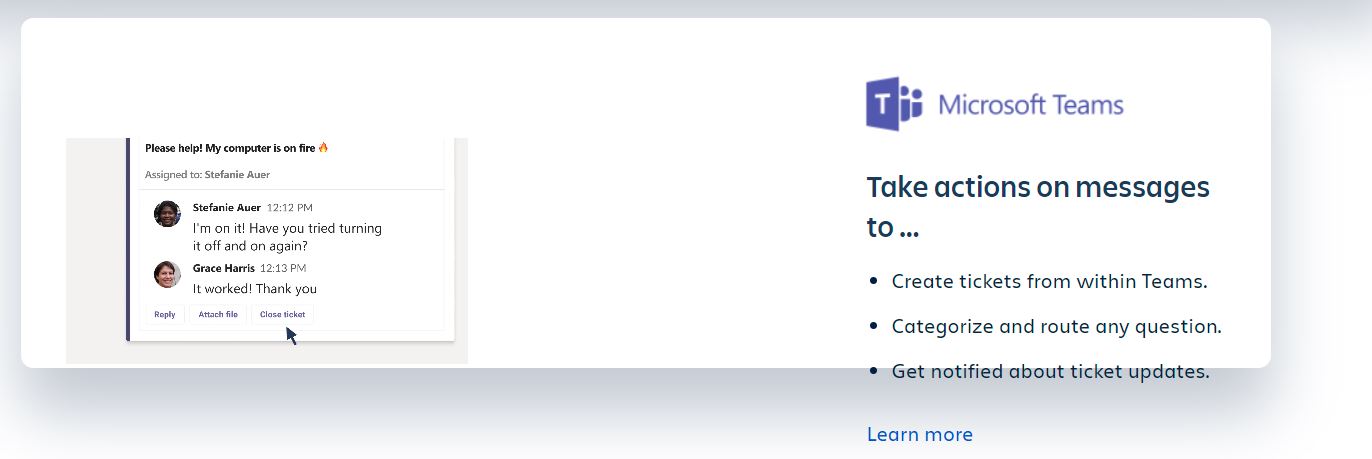 Please help! My computer is on fire 🔥
Assigned to: Stefanie Auer
Stefanie Auer 12:12 PM
I'm on it! Have you tried turning
it off and on again?
Grace Harris 12:13 PM
It worked! Thank you
Reply Attach file Close ticket
T Microsoft Teams
Take actions on messages
to ...
• Create tickets from within Teams.
• Categorize and route any question.
• Get notified about ticket updates.
Learn more